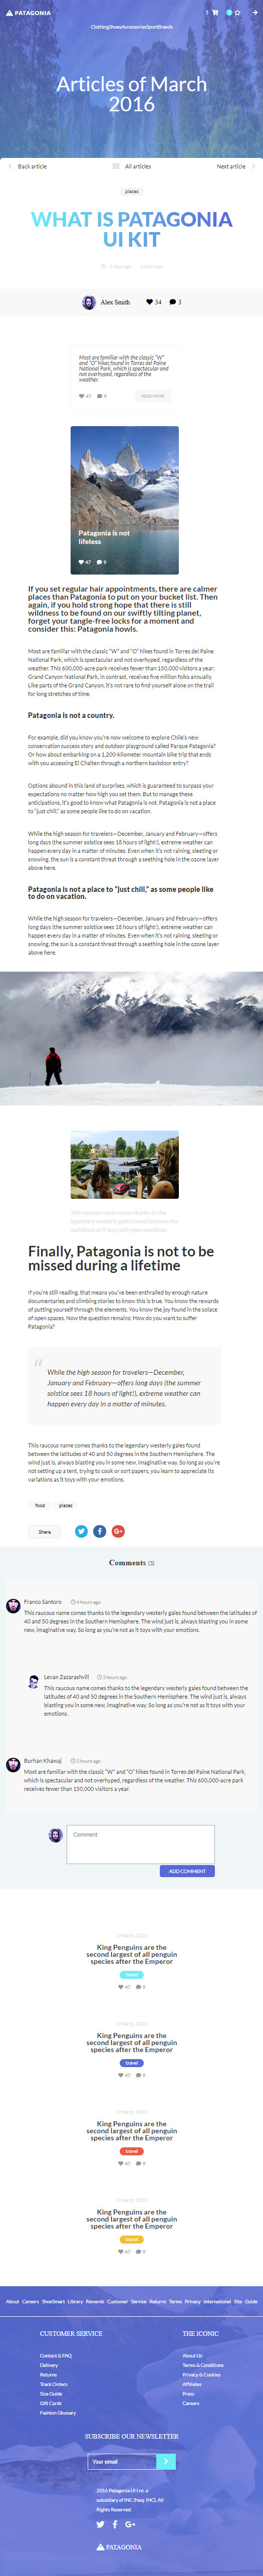 PATAGONIA
3
Clothing Shoes Accessories Sport Brands
Articles of March
2016
Back article
All articles
Next article
places
WHAT IS PATAGONIA
UI KIT
3 days ago
5 min read
Alex Smith
34
3
Most are familiar with the classic “W”
and “O” hikes found in Torres del Paine
National Park, which is spectacular and
not overhyped, regardless of the
weather.
47
9
READ MORE
Patagonia is not
lifeless
47
9
If you set regular hair appointments, there are calmer
places than Patagonia to put on your bucket list. Then
again, if you hold strong hope that there is still
wilderness to be found on our swiftly tilting planet,
forget your tangle-free locks for a moment and
consider this: Patagonia howls.
Most are familiar with the classic “W” and “O” hikes found in Torres del Paine
National Park, which is spectacular and not overhyped, regardless of the
weather. This 600,000-acre park receives fewer than 150,000 visitors a year;
Grand Canyon National Park, in contrast, receives five million folks annually.
Like parts of the Grand Canyon, it’s not rare to find yourself alone on the trail
for long stretches of time.
Patagonia is not a country.
For example, did you know you’re now welcome to explore Chile’s new
conservation success story and outdoor playground called Parque Patagonia?
Or how about embarking on a 1,200-kilometer mountain bike trip that ends
with you accessing El Chalten through a northern backdoor entry?
Options abound in this land of surprises, which is guaranteed to surpass your
expectations no matter how high you set them. But to manage these
anticipations, it’s good to know what Patagonia is not. Patagonia is not a place
to “just chill,” as some people like to do on vacation.
While the high season for travelers—December, January and February—offers
long days (the summer solstice sees 18 hours of light!), extreme weather can
happen every day in a matter of minutes. Even when it’s not raining, sleeting or
snowing, the sun is a constant threat through a seething hole in the ozone layer
above here.
Patagonia is not a place to “just chill,” as some people like
to do on vacation.
While the high season for travelers—December, January and February—offers
long days (the summer solstice sees 18 hours of light!), extreme weather can
happen every day in a matter of minutes. Even when it’s not raining, sleeting or
snowing, the sun is a constant threat through a seething hole in the ozone layer
above here.
This raucous name comes thanks to the
legendary westerly gales found between the
variations as it toys with your emotions.
Finally, Patagonia is not to be
missed during a lifetime
If you’re still reading, that means you’ve been enthralled by enough nature
documentaries and climbing stories to know this is true. You know the rewards
of putting yourself through the elements. You know the joy found in the solace
of open spaces. Now the question remains: How do you want to suffer
Patagonia?
“
While the high season for travelers—December,
January and February—offers long days (the summer
solstice sees 18 hours of light!), extreme weather can
happen every day in a matter of minutes.
This raucous name comes thanks to the legendary westerly gales found
between the latitudes of 40 and 50 degrees in the Southern Hemisphere. The
wind just is, always blasting you in some new, imaginative way. So long as you’re
not setting up a tent, trying to cook or sort papers, you learn to appreciate its
variations as it toys with your emotions.
food
places
Share
Comments (3)
Franco Santoro
4 hours ago
This raucous name comes thanks to the legendary westerly gales found between the latitudes of 40
and 50 degrees in the Southern Hemisphere. The wind just is, always blasting you in some
new, imaginative way. So long as you’re not as it toys with your emotions.
Levan Zazarashvili
3 hours ago
This raucous name comes thanks to the legendary westerly gales found between the
latitudes of 40 and 50 degrees in the Southern Hemisphere. The wind just is, always
blasting you in some new, imaginative way. So long as you’re not as it toys with your
emotions.
Burhan Khawaj
2 hours ago
Most are familiar with the classic “W” and “O” hikes found in Torres del Paine National Park,
which is spectacular and not overhyped, regardless of the weather. This 600,000-acre park
receives fewer than 150,000 visitors a year.
Comment
ADD COMMENT
3 March, 2016
King Penguins are the
second largest of all penguin
species after the Emperor
travel
47
9
3 March, 2016
King Penguins are the
second largest of all penguin
species after the Emperor
travel
47
9
3 March, 2016
King Penguins are the
second largest of all penguin
species after the Emperor
travel
47
9
3 March, 2016
King Penguins are the
second largest of all penguin
species after the Emperor
travel
47
9
About Careers ShoeSmart Library Rewards Customer Service Returns Terms Privacy International Site Guide
CUSTOMER SERVICE
Contact & FAQ
Delivery
Returns
Track Orders
Size Guide
Gift Cards
Fashion Glossary
THE ICONIC
About Us
Terms & Conditions
Privacy & Cookies
Affiliates
Press
Careers
SUBSCRIBE OUR NEWSLETTER
Your email
2016 Patagonia UI Inc. a
subsidiary of INC (Naq: INC). All
Rights Reserved.
PATAGONIA